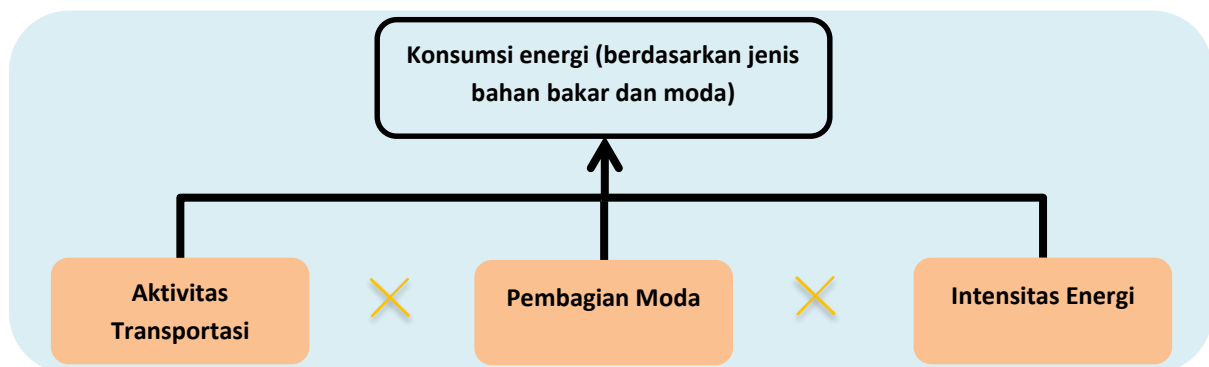 Konsumsi energi (berdasarkan jenis
bahan bakar dan moda)
Aktivitas
Transportasi
Pembagian Moda
Intensitas Energi